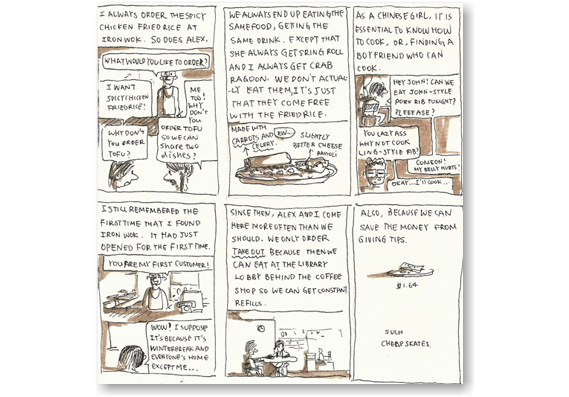 I ALWAYS ORDER THE SPICY
CHICKEN FRIED RICE AT
IRON WOK. SO DOES ALEX.
WHAT WOULD YOU LIKE TO ORDER?
I WANT
SPICY CHICKEN
FRIED RICE!
ME
TOO!
WHY
DON'T
YOU
ORDER TOFU
SO WE CAN
SHARE TWO
DISHES?
WHY DON'T
YOU ORDER
TOFU?
WE ALWAYS END UP EATING THE
SAME FOOD, GETING THE
SAME DRINK. EXCEPT THAT
SHE ALWAYS GET SRING ROLL
AND I ALWAYS GET CRAB
RAGOON. WE DON'T ACTUAL-
LY EAT THEM, IT'S JUST
THAT THEY COME FREE
WITH THE FRIED RICE.
MADE WITH
CARROTS AND
CELERY.
EW..
SLIGHTLY
BETTER CHEESE
RAVIOLI
AS A CHINESE GIRL, IT IS
ESSENTIAL TO KNOW HOW
TO COOK, OR, FINDING A
BOYFRIEND WHO CAN
COOK.
HEY JOHN! CAN WE
EAT JOHN-STYLE
PORK RIB TONIGHT?
PLEEEASE?
YOU LAZY ASS
WHY NOT COOK
LING-STYLE RIB?
COMEON!
MY BELLY HURTS!
OKAY...I'LL COOK..
I STILL REMEMBERED THE
FIRST TIME THAT I FOUND
IRON WOK. IT HAD JUST
OPENED FOR THE FIRST TIME.
YOU ARE MY FIRST CUSTOMER!
WOW! I SUPPOSE
IT'S BECAUSE IT'S
WINTERBREAK AND
EVERYONE'S HOME
EXCEPT ME...
SINCE THEN, ALEX AND I COME
HERE MORE OFTEN THAN WE
SHOULD. WE ONLY ORDER
TAKE OUT BECAUSE THEN WE
CAN EAT AT THE LIBRARY
LOBBY BEHIND THE COFFEE
SHOP SO WE CAN GET CONSTANT
REFILLS.
ALSO, BECAUSE WE CAN
SAVE THE MONEY FROM
GIVING TIPS.
$1.64
SUCH
CHEAP SKATES.